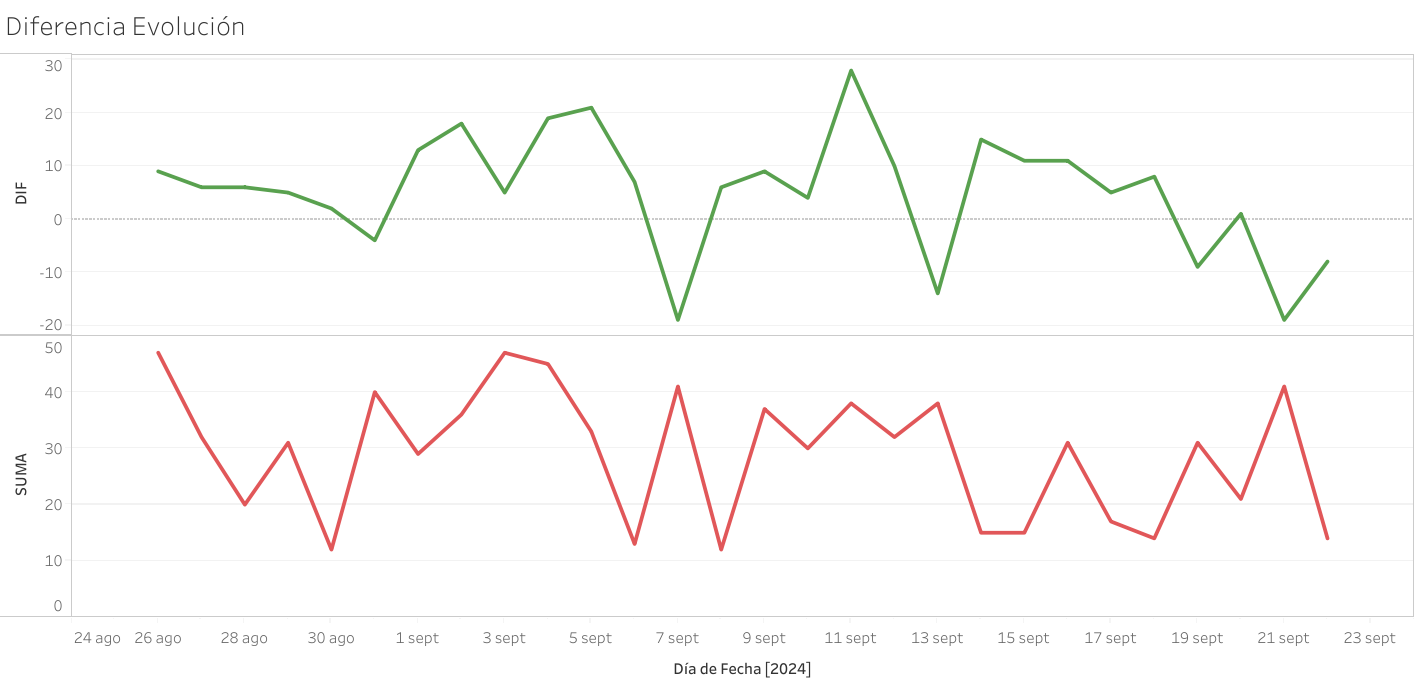 Diferencia Evolución
30
20
10
0
-10
-20
DIF
50
40
30
20
10
0
SUMA
24 ago 26 ago 28 ago 30 ago 1 sept 3 sept 5 sept 7 sept 9 sept 11 sept 13 sept 15 sept 17 sept 19 sept 21 sept 23 sept
Día de Fecha [2024]